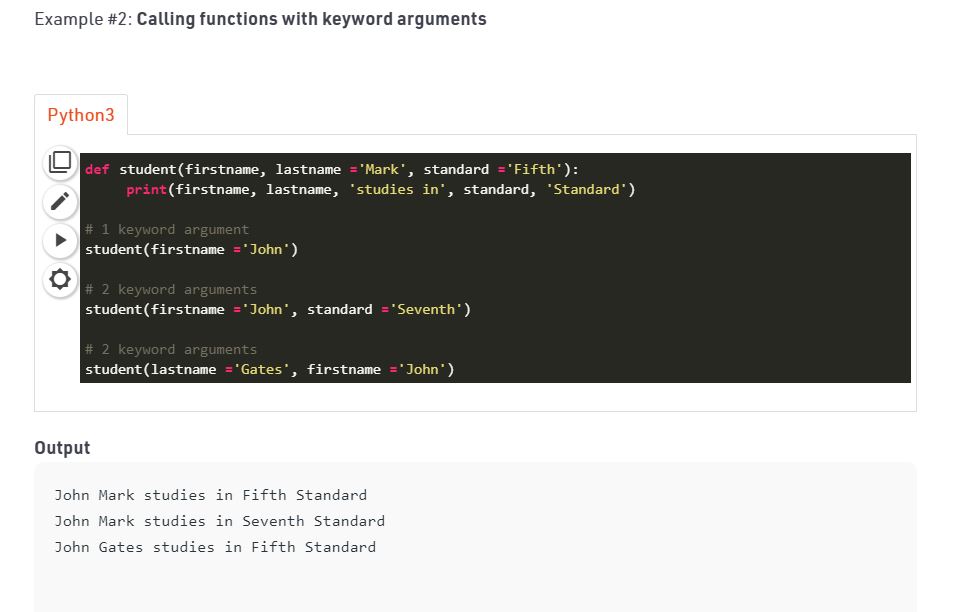 Example #2: Calling functions with keyword arguments
Python3
def student(firstname, lastname ='Mark', standard ='Fifth'):
     print(firstname, lastname, 'studies in', standard, 'Standard')
# 1 keyword argument
student(firstname ='John')
# 2 keyword arguments
student(firstname ='John', standard ='Seventh')
# 2 keyword arguments
student(lastname ='Gates', firstname ='John')
Output
John Mark studies in Fifth Standard
John Mark studies in Seventh Standard
John Gates studies in Fifth Standard